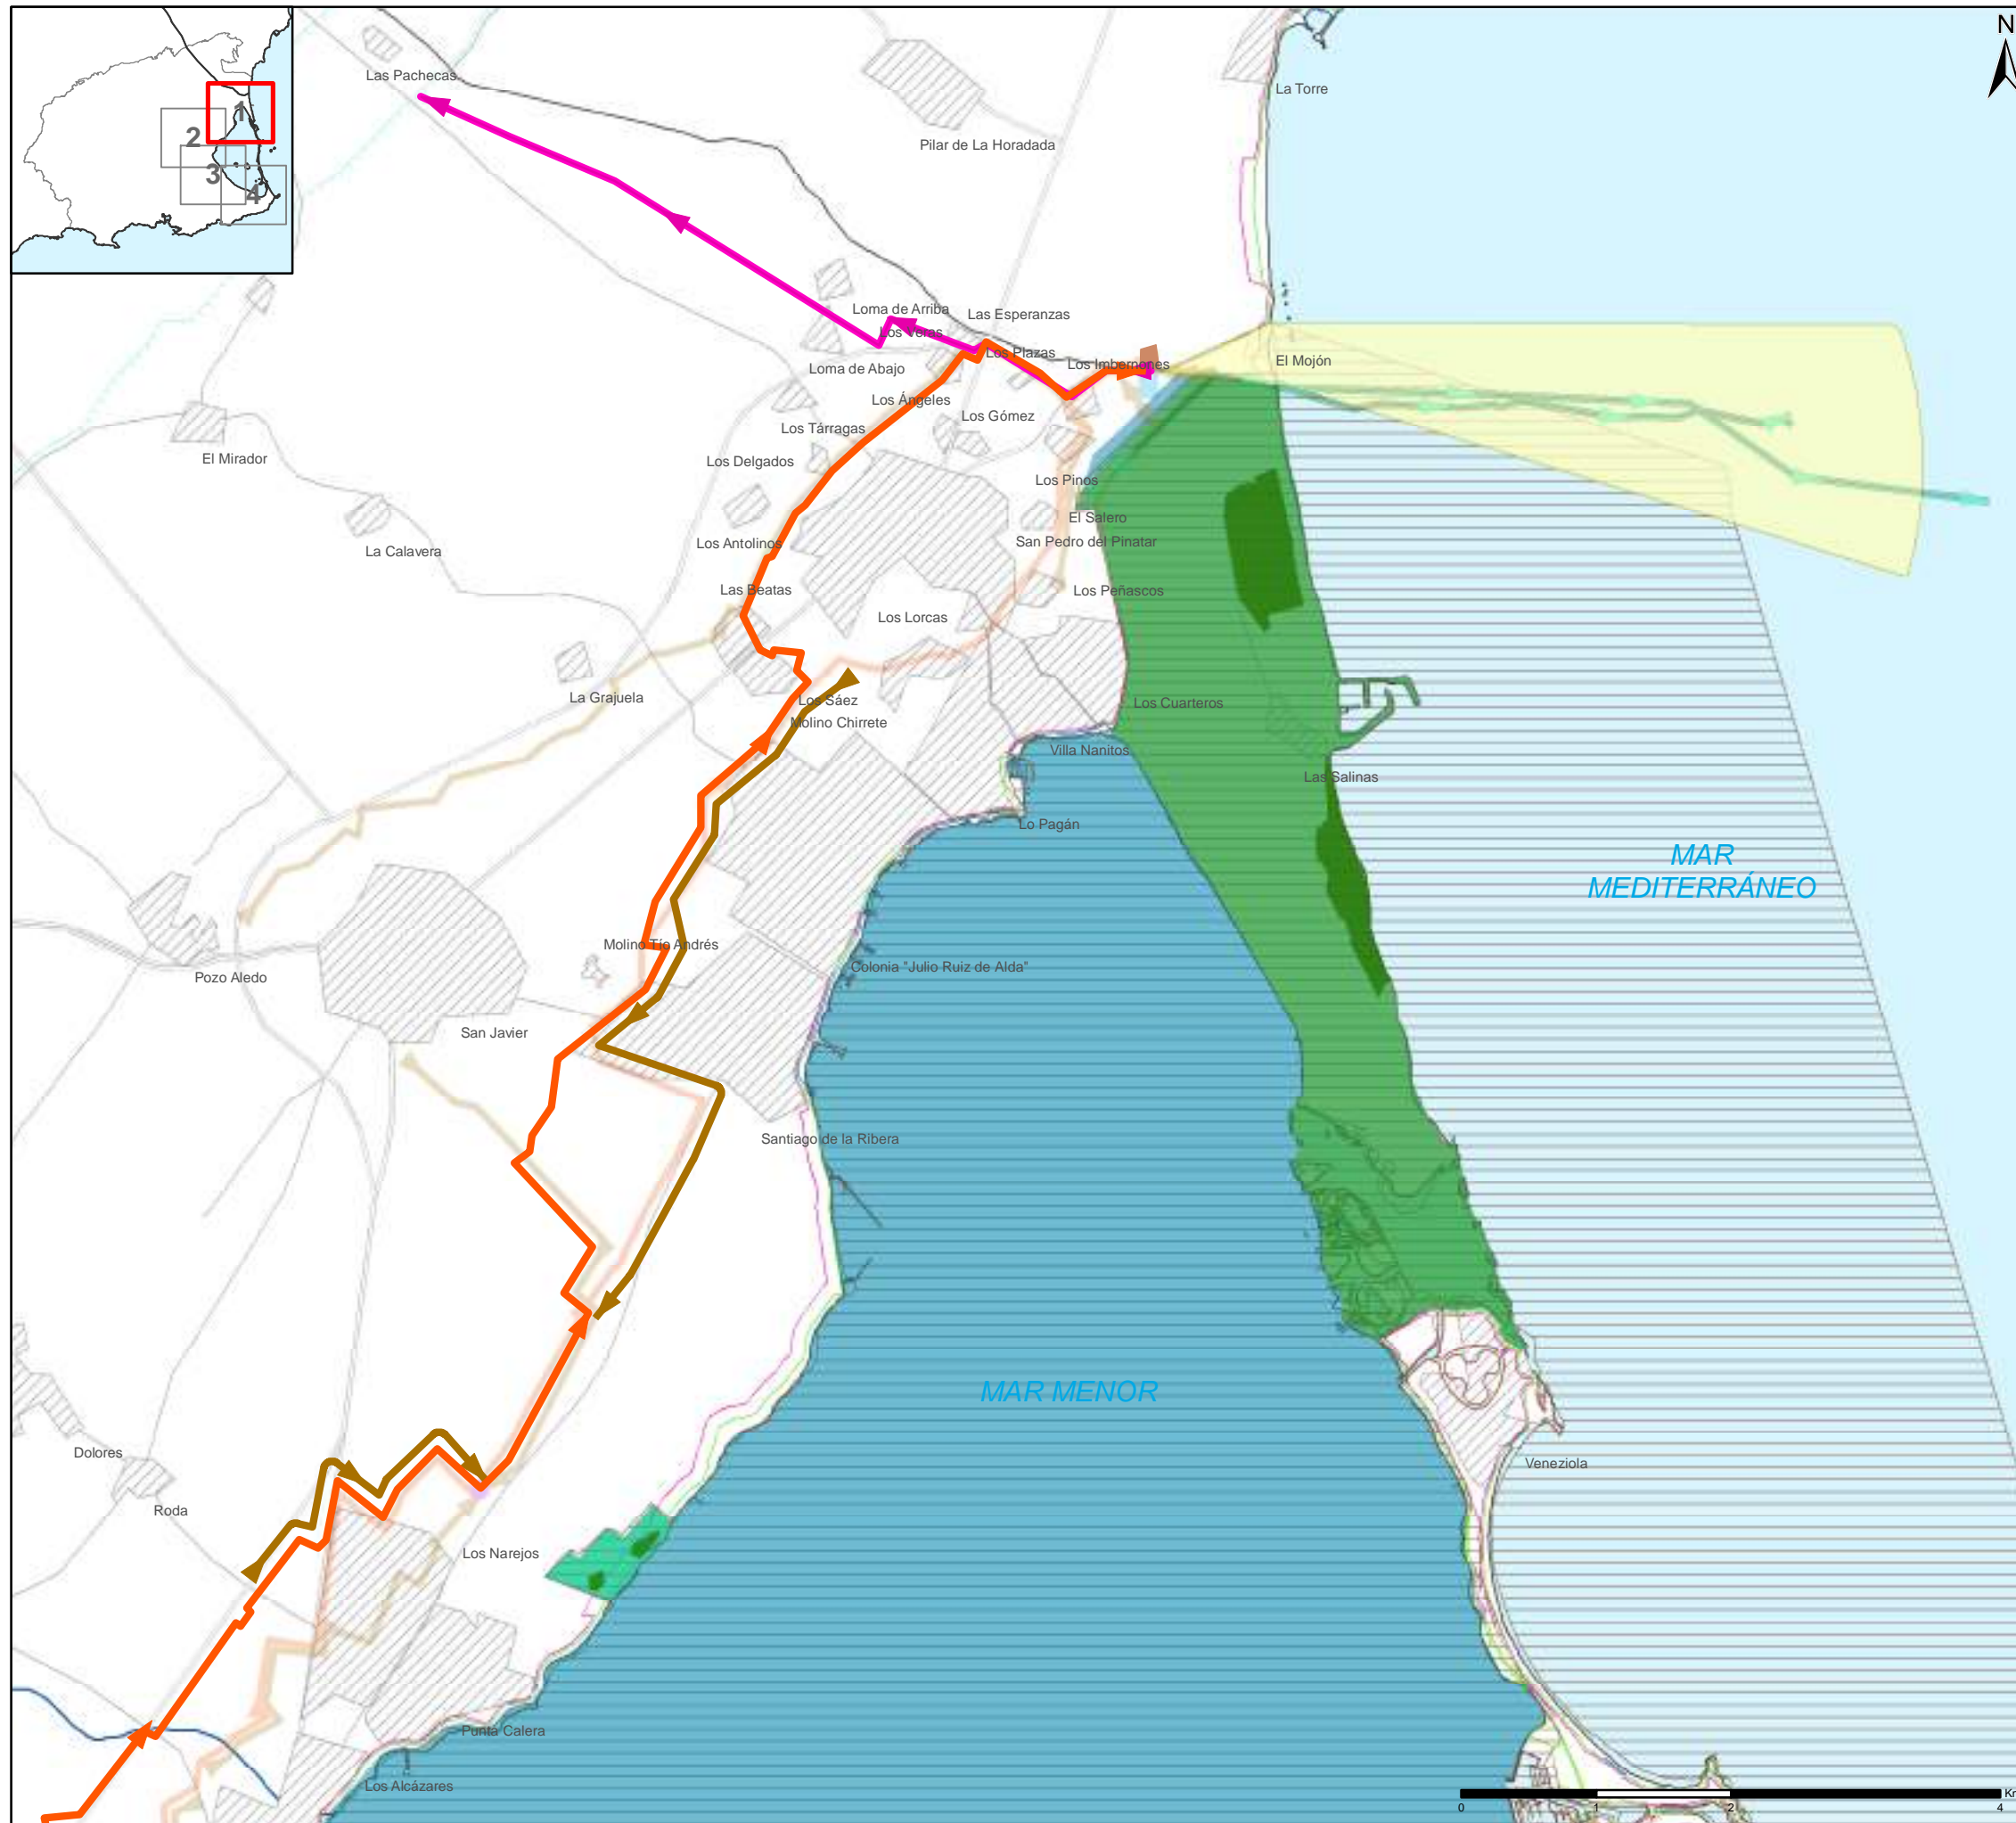 N
1
2
3
4
Las Pachecas
La Torre
Pilar de La Horadada
Loma de Arriba
Las Esperanzas
Los Veras
Los Plazas
El Mojón
Los Imbernones
Loma de Abajo
Los Ángeles
Los Gómez
Los Tárragas
El Mirador
Los Delgados
Los Pinos
El Salero
San Pedro del Pinatar
Los Antolinos
La Calavera
Las Beatas
Los Peñascos
Los Lorcas
La Grajuela
Los Sáez
Los Cuarteros
Molino Chirrete
Villa Nanitos
Las Salinas
Lo Pagán
MAR
MEDITERRÁNEO
Molino Tío Andrés
Colonia "Julio Ruiz de Alda"
Pozo Aledo
San Javier
Santiago de la Ribera
MAR MENOR
Dolores
Veneziola
Roda
Los Narejos
Punta Calera
Los Alcázares
Km
0 1 2 4